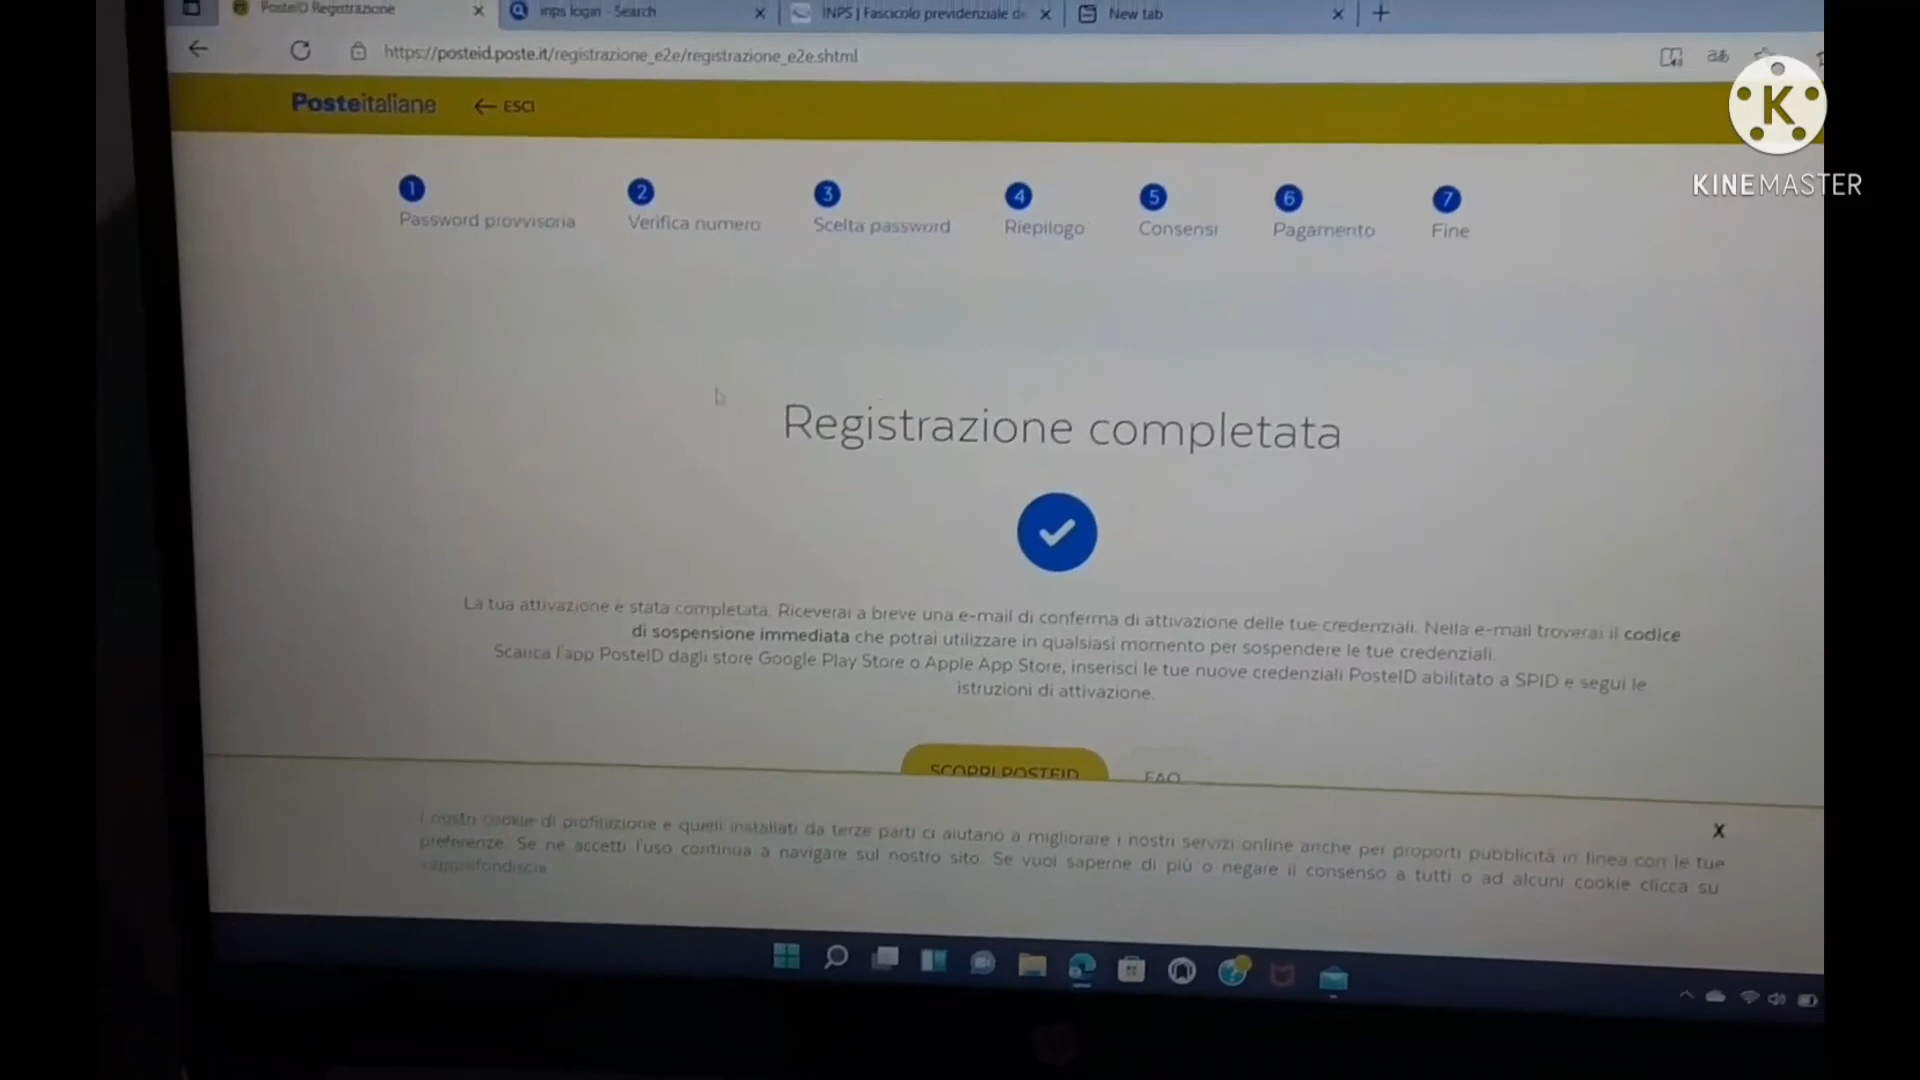 PosteID Registrazione
inps login - Search
INPS | Fascicolo previdenziale d
New tab
https://posteid.poste.it/registrazione_e2e/registrazione_e2e.shtml
Posteitaliane ← ESCI
K
KINEMASTER
1 2 3 4 5 6 7
Password provvisoria Verifica numero Scelta password Riepilogo Consensi Pagamento Fine
Registrazione completata
La tua attivazione è stata completata. Riceverai a breve una e-mail di conferma di attivazione delle tue credenziali. Nella e-mail troverai il codice
di sospensione immediata che potrai utilizzare in qualsiasi momento per sospendere le tue credenziali.
Scarica l'app PosteID dagli store Google Play Store o Apple App Store, inserisci le tue nuove credenziali PosteID abilitato a SPID e segui le
istruzioni di attivazione.
SCOPRI POSTEID FAQ
I nostri cookie di profilazione e quelli installati da terze parti ci aiutano a migliorare i nostri servizi online anche per proporti pubblicità in linea con le tue
preferenze. Se ne accetti l'uso continua a navigare sul nostro sito. Se vuoi saperne di più o negare il consenso a tutti o ad alcuni cookie clicca su
X